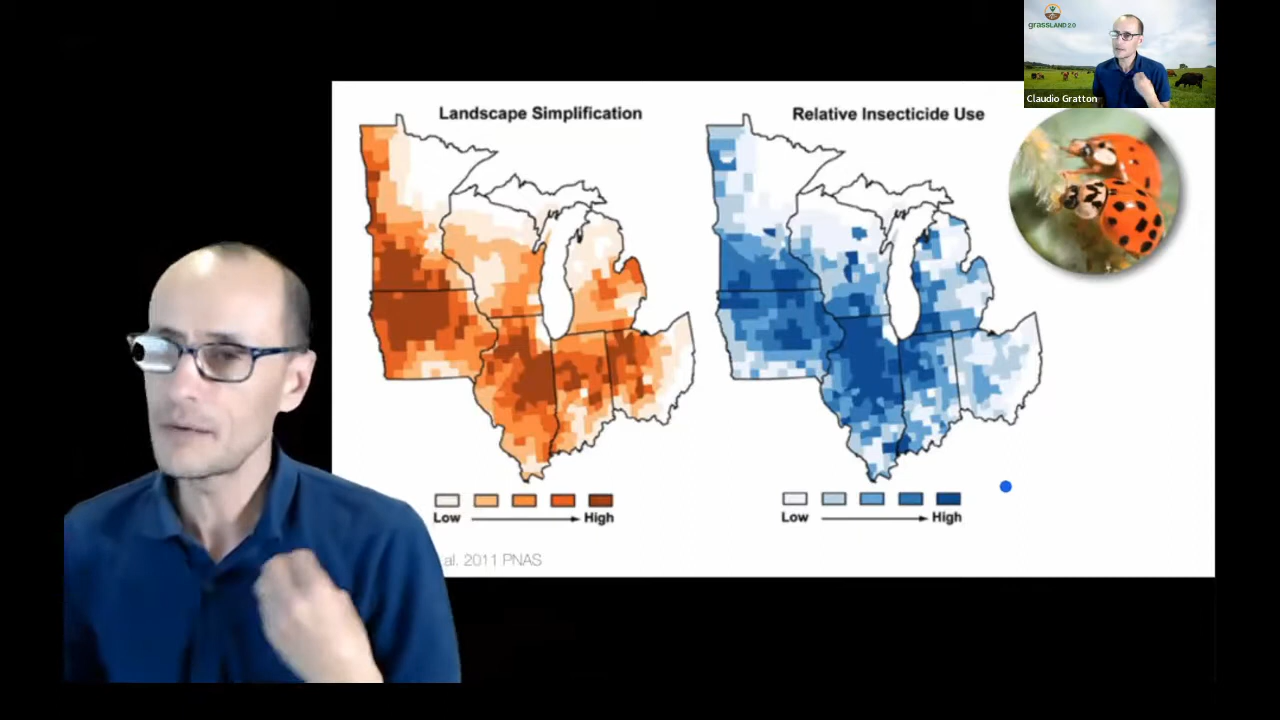 grassLAND 2.0
Claudio Gratton
Landscape Simplification
Relative Insecticide Use
Low
High
Low
High
al. 2011 PNAS